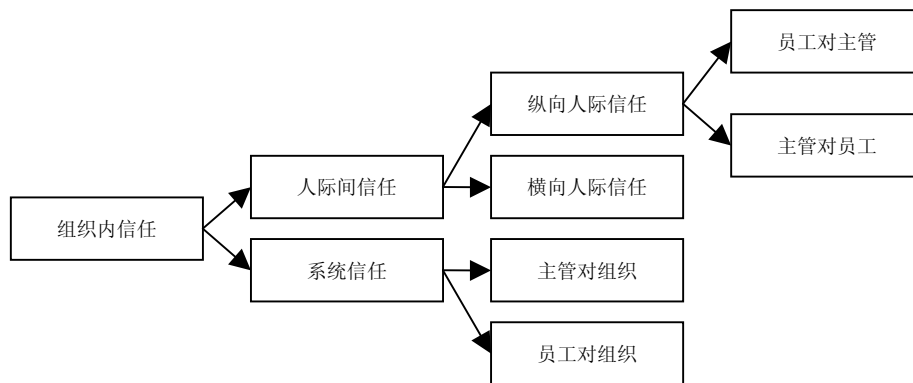 员工对主管
纵向人际信任
主管对员工
人际间信任
横向人际信任
组织内信任
系统信任
主管对组织
员工对组织